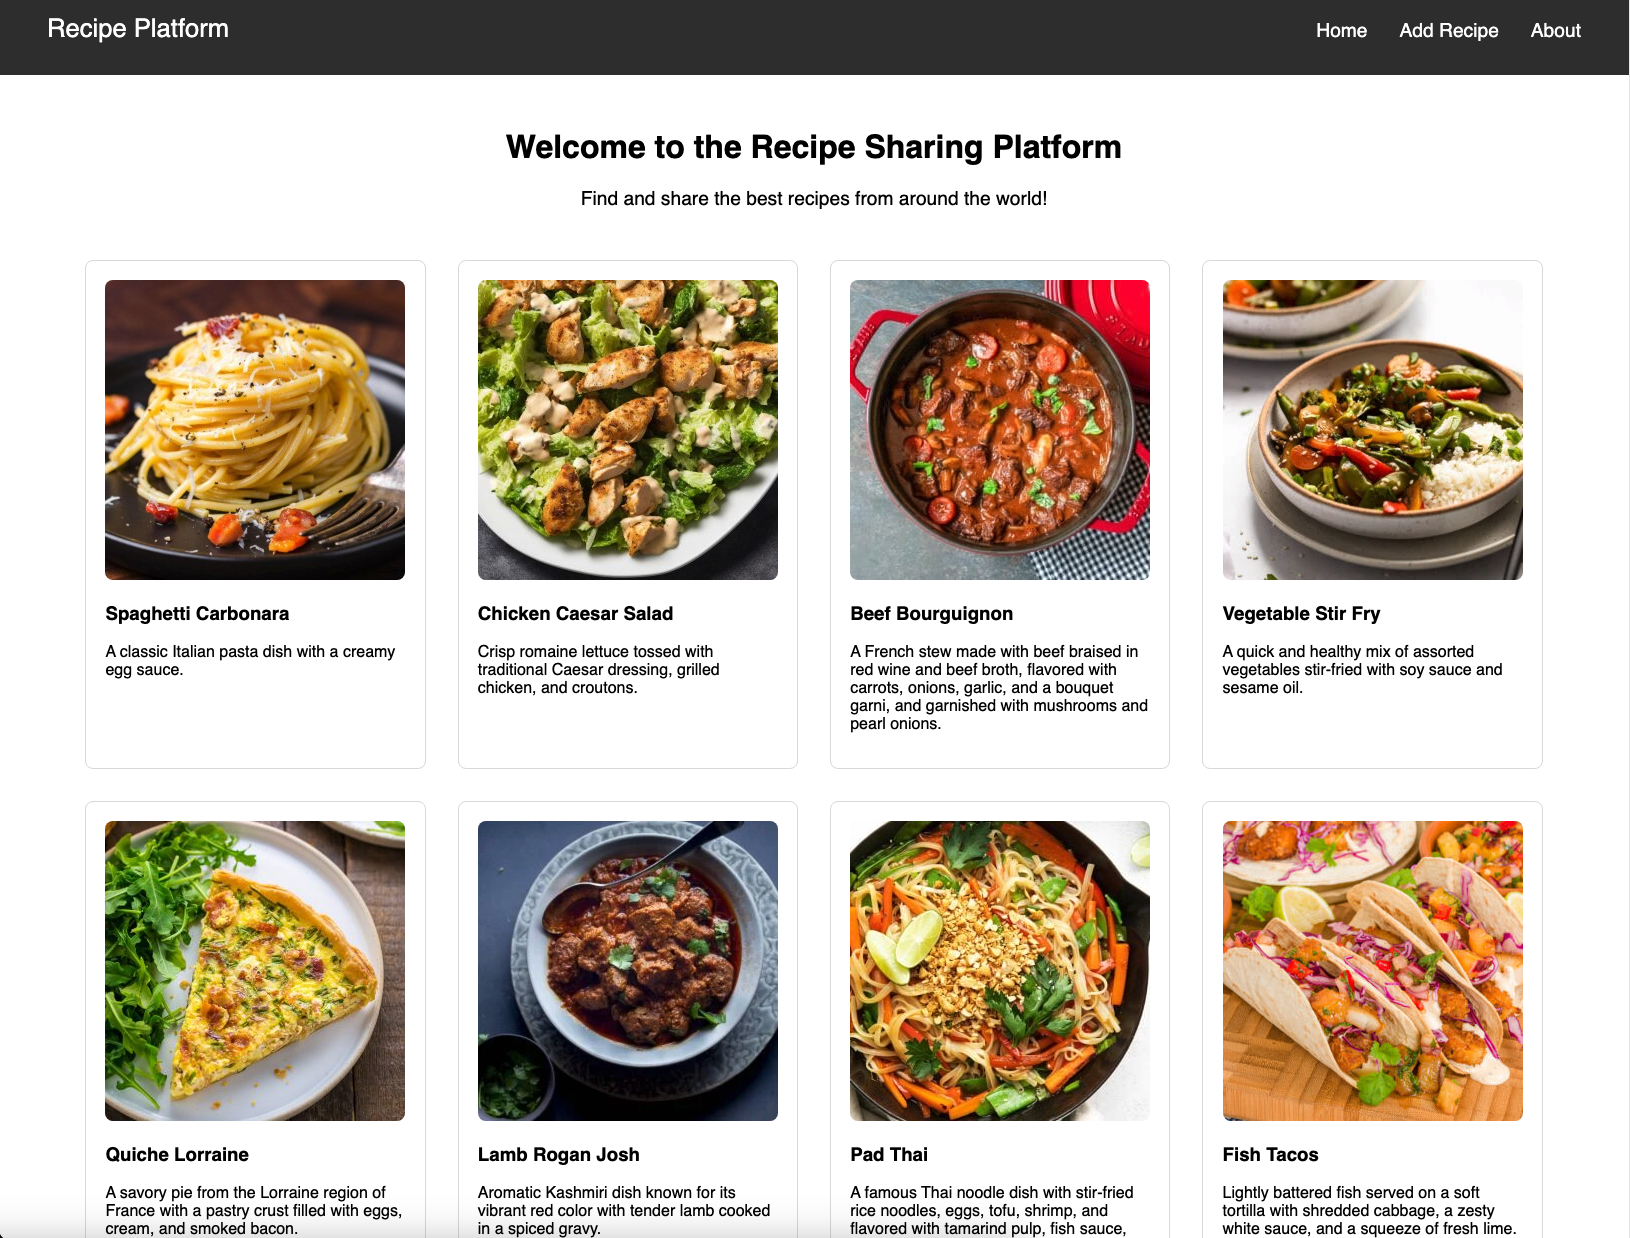 Recipe Platform
Home Add Recipe About
Welcome to the Recipe Sharing Platform
Find and share the best recipes from around the world!
Spaghetti Carbonara
A classic Italian pasta dish with a creamy
egg sauce.
Chicken Caesar Salad
Crisp romaine lettuce tossed with
traditional Caesar dressing, grilled
chicken, and croutons.
Beef Bourguignon
A French stew made with beef braised in
red wine and beef broth, flavored with
carrots, onions, garlic, and a bouquet
garni, and garnished with mushrooms and
pearl onions.
Vegetable Stir Fry
A quick and healthy mix of assorted
vegetables stir-fried with soy sauce and
sesame oil.
Quiche Lorraine
A savory pie from the Lorraine region of
France with a pastry crust filled with eggs,
cream, and smoked bacon.
Lamb Rogan Josh
Aromatic Kashmiri dish known for its
vibrant red color with tender lamb cooked
in a spiced gravy.
Pad Thai
A famous Thai noodle dish with stir-fried
rice noodles, eggs, tofu, shrimp, and
flavored with tamarind pulp, fish sauce,
Fish Tacos
Lightly battered fish served on a soft
tortilla with shredded cabbage, a zesty
white sauce, and a squeeze of fresh lime.